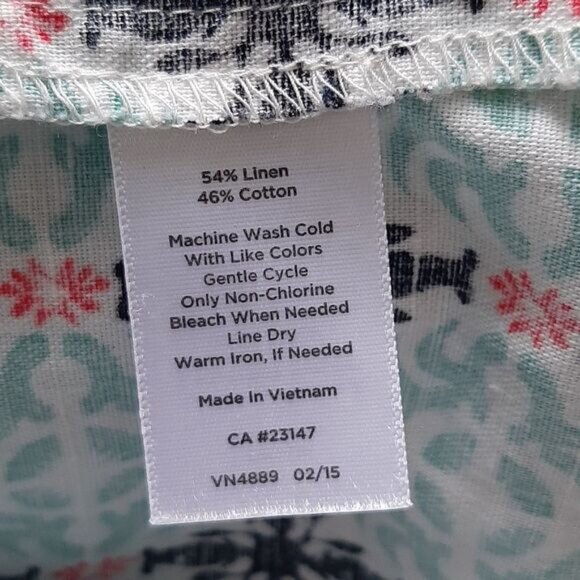 54% Linen
46% Cotton
Machine Wash Cold
With Like Colors
Gentle Cycle
Only Non-Chlorine
Bleach When Needed
Line Dry
Warm Iron, If Needed
Made In Vietnam
CA #23147
VN4889 02/15